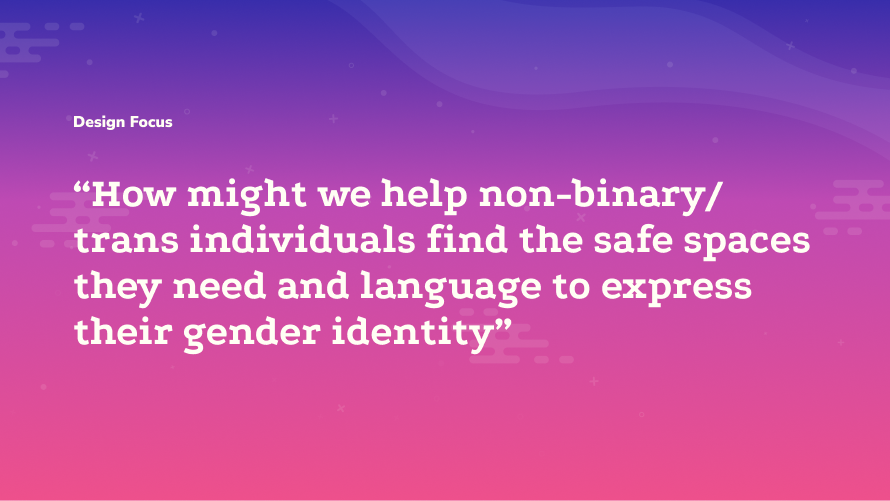 Design Focus
“How might we help non-binary/
trans individuals find the safe spaces
they need and language to express
their gender identity”